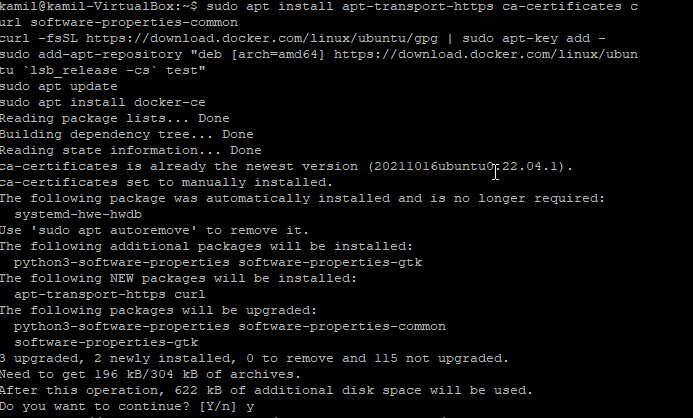 kamil@kamil-VirtualBox:~$ sudo apt install apt-transport-https ca-certificates c
url software-properties-common
curl -fsSL https://download.docker.com/linux/ubuntu/gpg | sudo apt-key add -
sudo add-apt-repository "deb [arch=amd64] https://download.docker.com/linux/ubun
tu `lsb_release -cs` test"
sudo apt update
sudo apt install docker-ce
Reading package lists... Done
Building dependency tree... Done
Reading state information... Done
ca-certificates is already the newest version (20211016ubuntu0.22.04.1).
ca-certificates set to manually installed.
The following package was automatically installed and is no longer required:
  systemd-hwe-hwdb
Use 'sudo apt autoremove' to remove it.
The following additional packages will be installed:
  python3-software-properties software-properties-gtk
The following NEW packages will be installed:
  apt-transport-https curl
The following packages will be upgraded:
  python3-software-properties software-properties-common
  software-properties-gtk
3 upgraded, 2 newly installed, 0 to remove and 115 not upgraded.
Need to get 196 kB/304 kB of archives.
After this operation, 622 kB of additional disk space will be used.
Do you want to continue? [Y/n] y